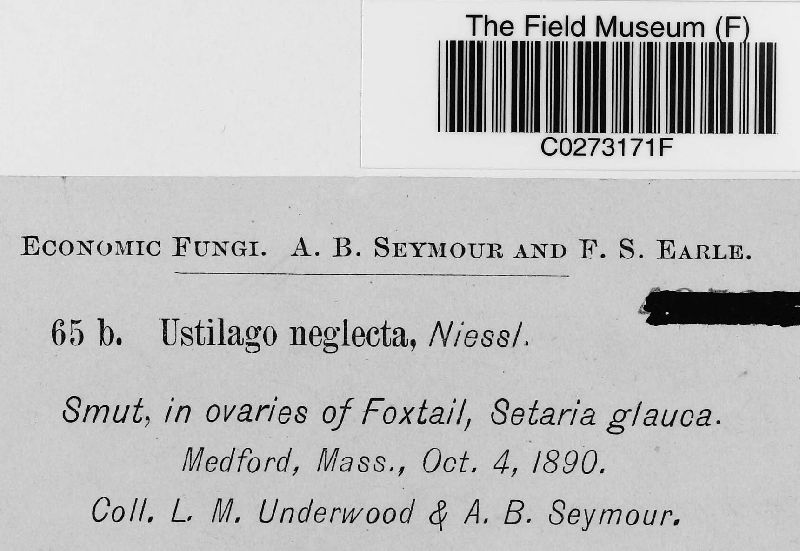 The Field Museum (F)
C0273171F
Economic Fungi. A. B. Seymour and F. S. Earle.
65 b. Ustilago neglecta, Niessl.
Smut, in ovaries of Foxtail, Setaria glauca.
Medford, Mass., Oct. 4, 1890.
Coll. L. M. Underwood & A. B. Seymour.